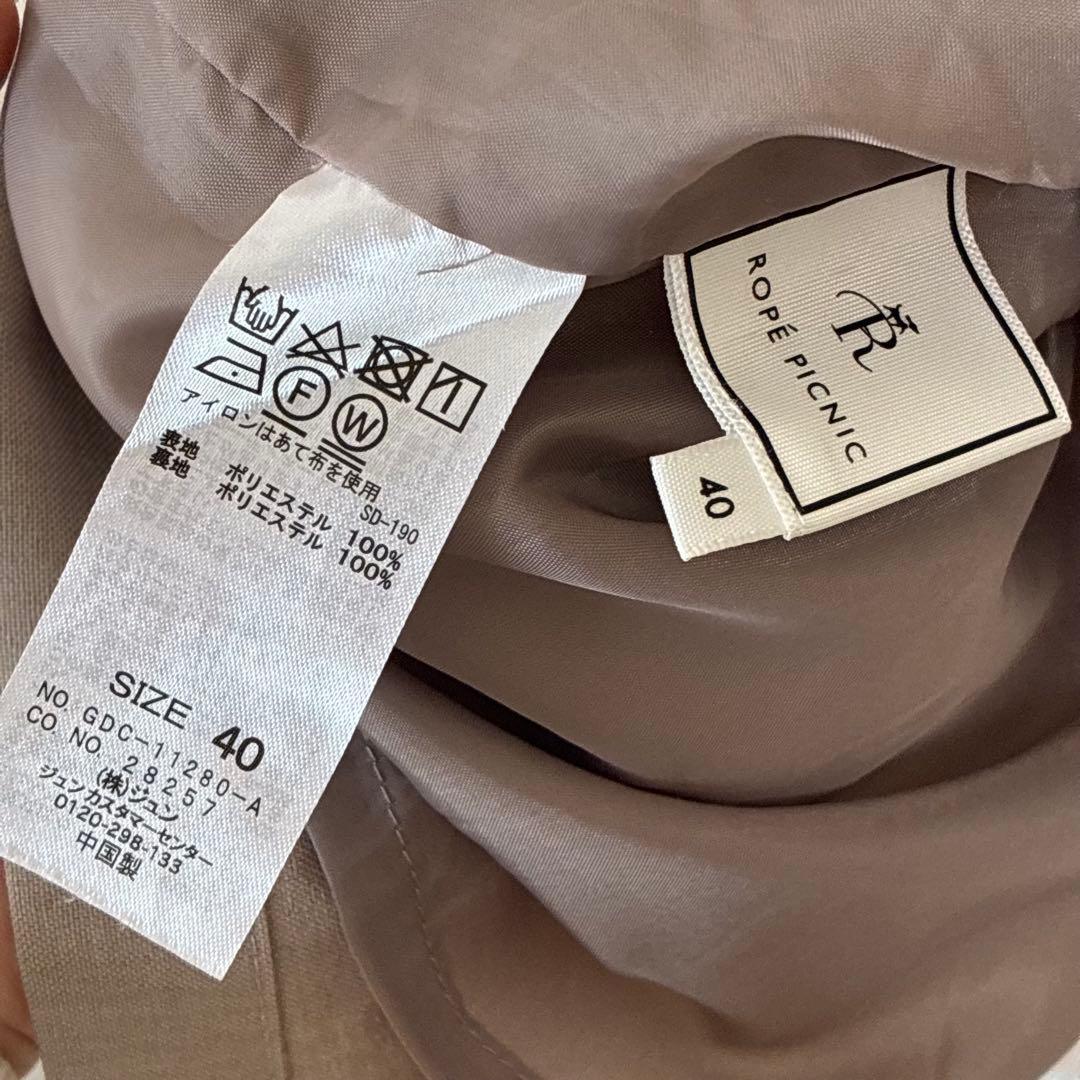 F
W
アイロンはあて布を使用
SD-190
表地 ポリエステル 100%
裏地 ポリエステル 100%
SIZE 40
NO. GDC-11280-A
CO. NO. 28257
(株)ジュン
ジュンカスタマーセンター
0120-298-133
中国製
R
ROPÉ PICNIC
40